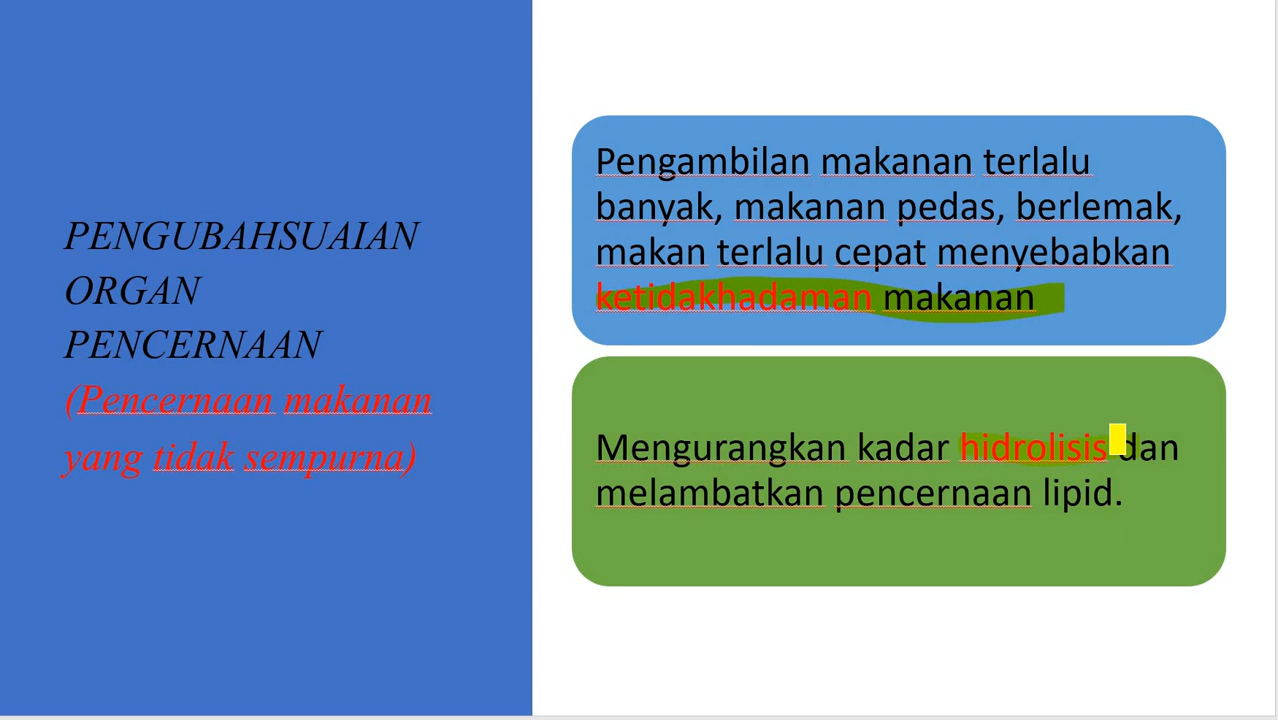 PENGUBAHSUAIAN
ORGAN
PENCERNAAN
(Pencernaan makanan
yang tidak sempurna)
Pengambilan makanan terlalu
banyak, makanan pedas, berlemak,
makan terlalu cepat menyebabkan
ketidakhadaman makanan
Mengurangkan kadar hidrolisis dan
melambatkan pencernaan lipid.